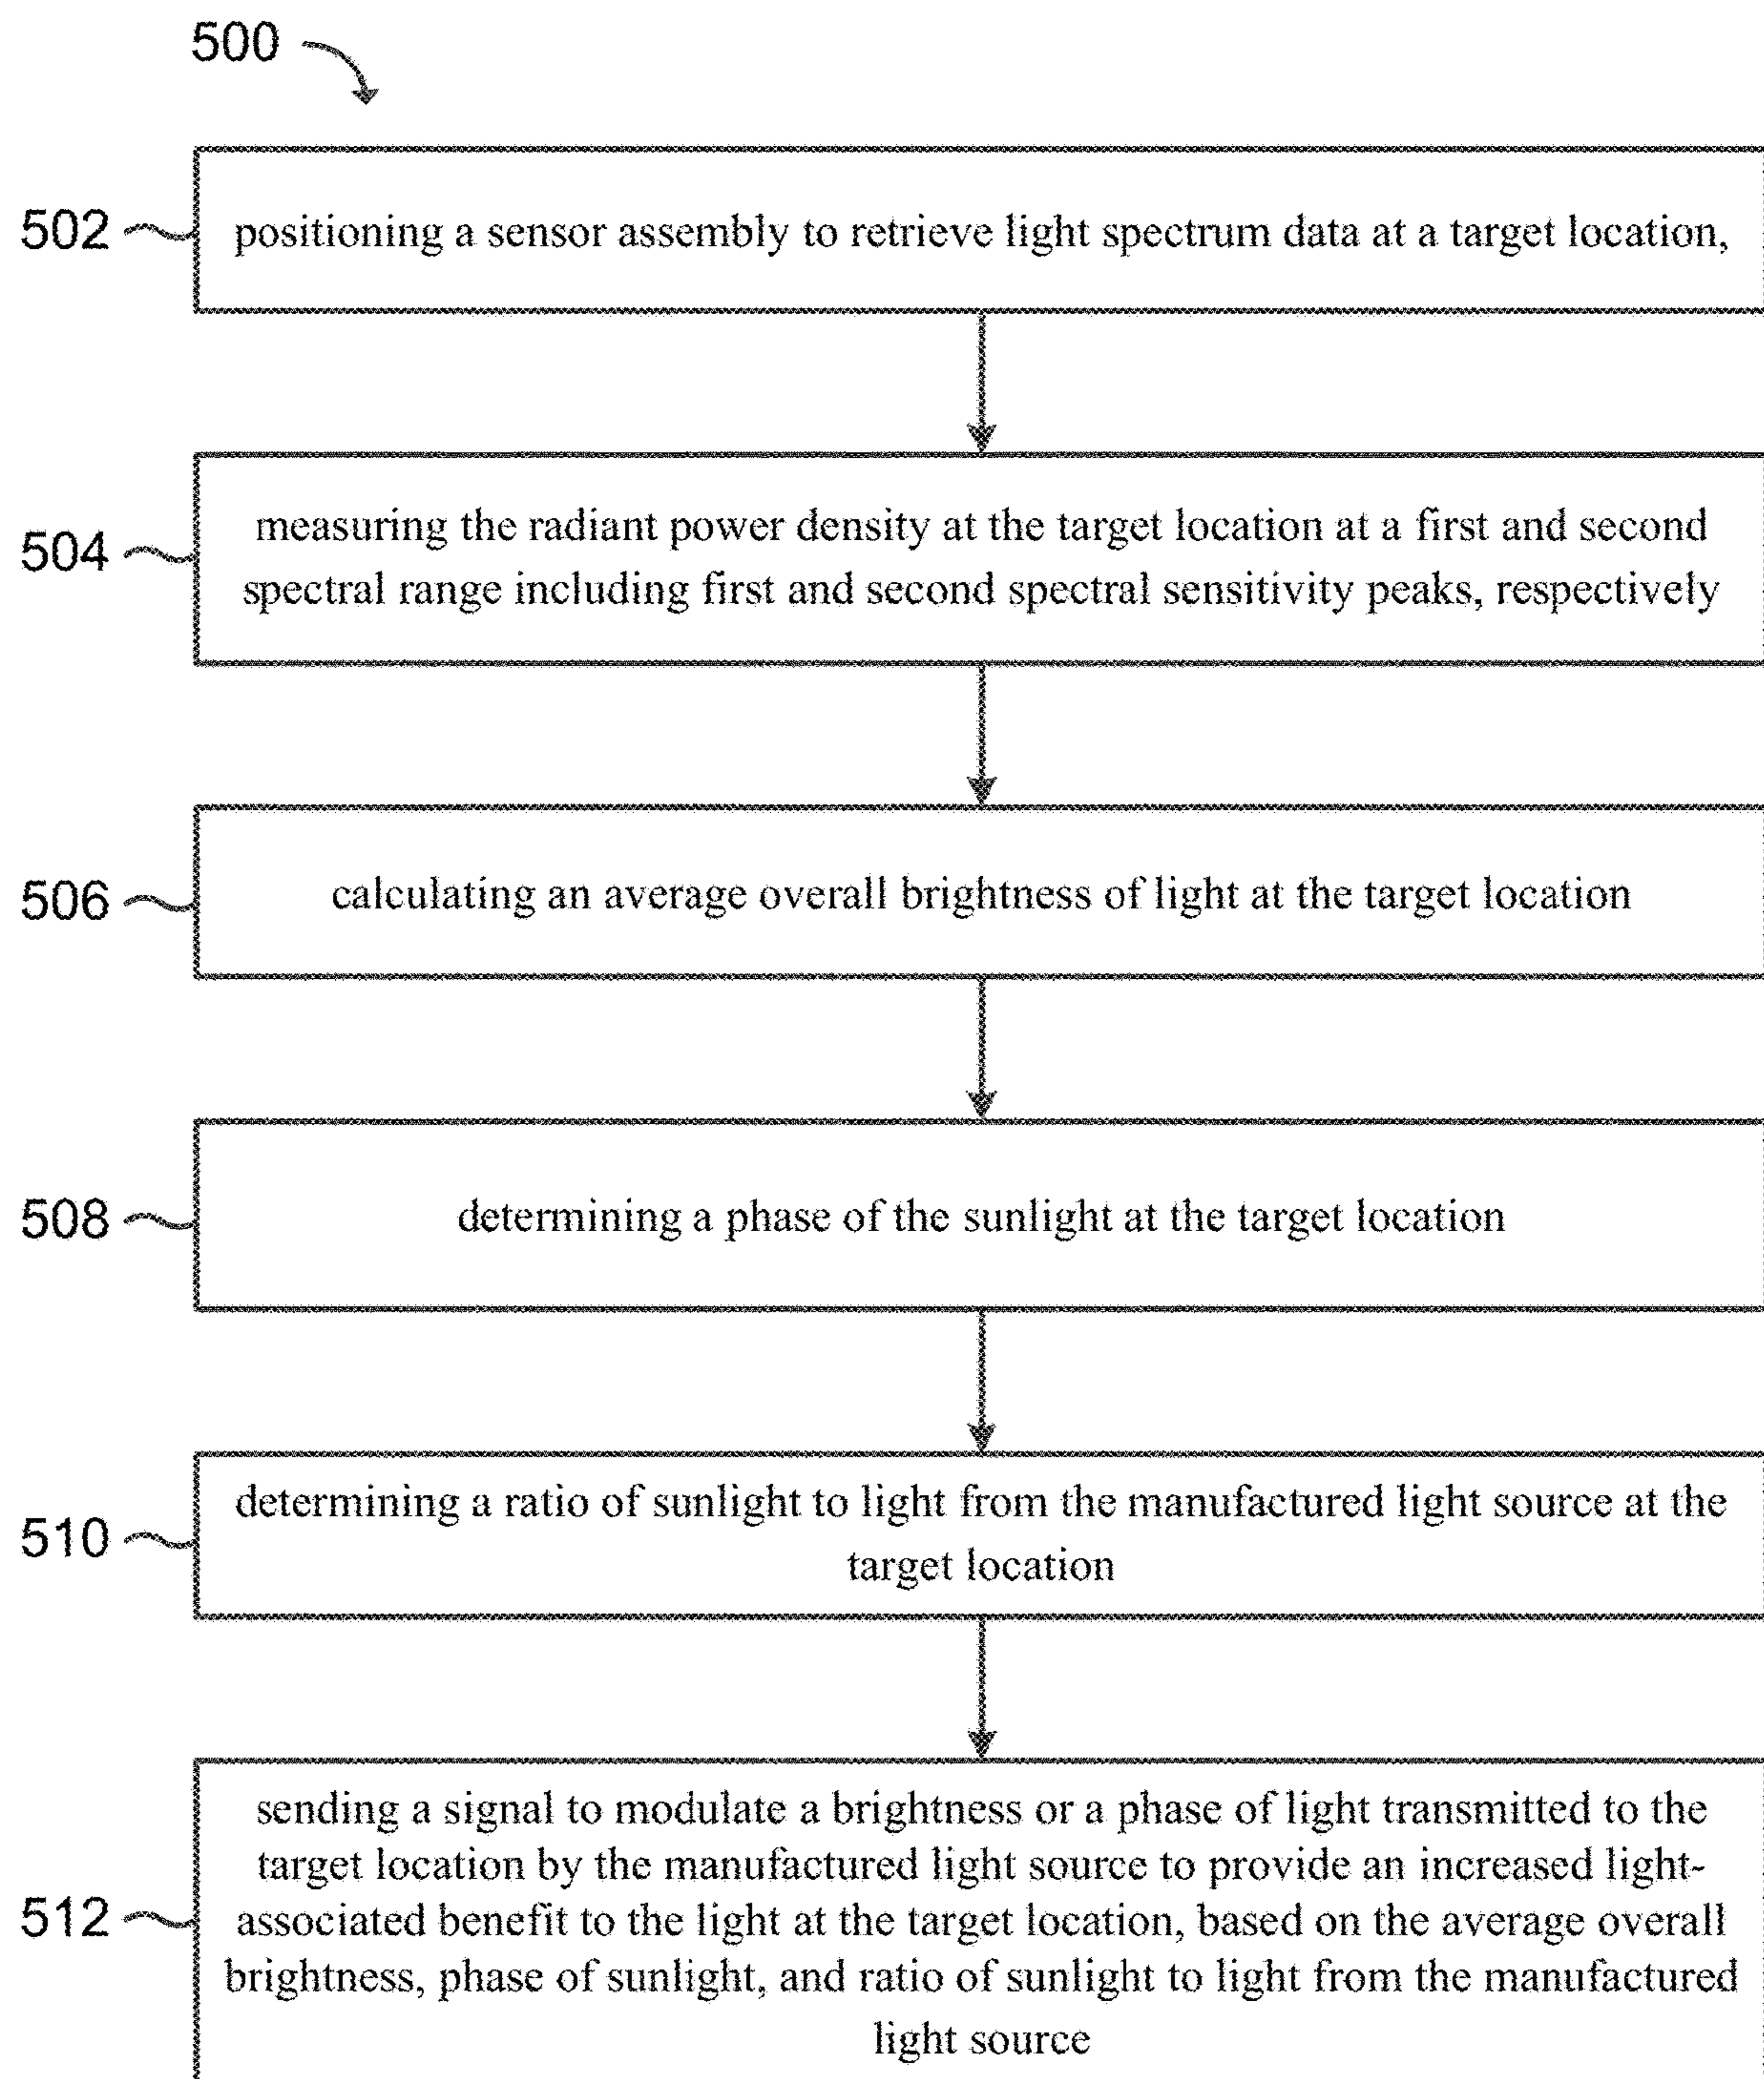 500
502
positioning a sensor assembly to retrieve light spectrum data at a target location,
504
measuring the radiant power density at the target location at a first and second
spectral range including first and second spectral sensitivity peaks, respectively
506
calculating an average overall brightness of light at the target location
508
determining a phase of the sunlight at the target location
510
determining a ratio of sunlight to light from the manufactured light source at the
target location
512
sending a signal to modulate a brightness or a phase of light transmitted to the
target location by the manufactured light source to provide an increased light-
associated benefit to the light at the target location, based on the average overall
brightness, phase of sunlight, and ratio of sunlight to light from the manufactured
light source